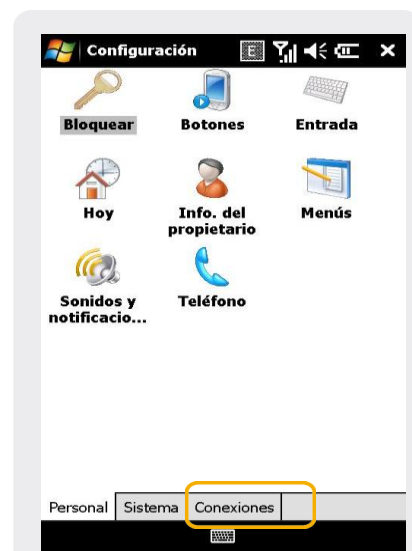 Configuración
E
Bloquear Botones Entrada
Hoy Info. del propietario Menús
Sonidos y notificacio... Teléfono
Personal Sistema Conexiones